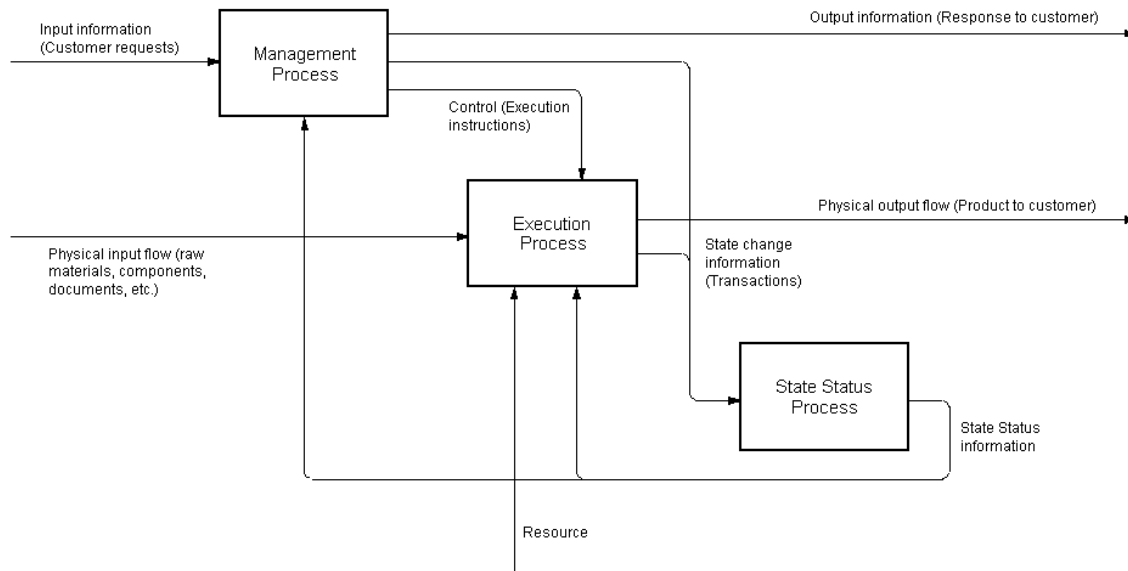 Input information
(Customer requests)
Output information (Response to customer)
Management
Process
Control (Execution
instructions)
Physical output flow (Product to customer)
Execution
Process
Physical input flow (raw
materials, components,
documents, etc.)
State change
information
(Transactions)
State Status
Process
State Status
information
Resource